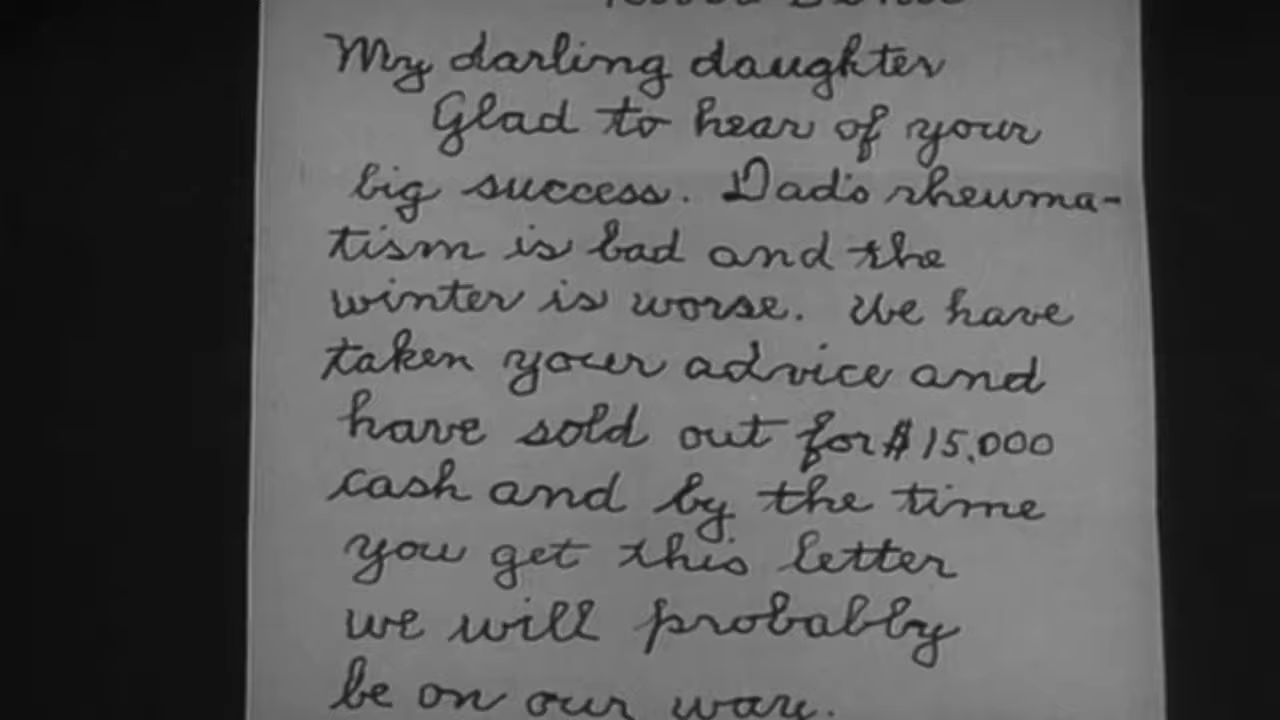 My darling daughter
Glad to hear of your
big success. Dad's rheuma-
tism is bad and the
winter is worse. We have
taken your advice and
have sold out for $15,000
cash and by the time
you get this letter
we will probably
be on our way.